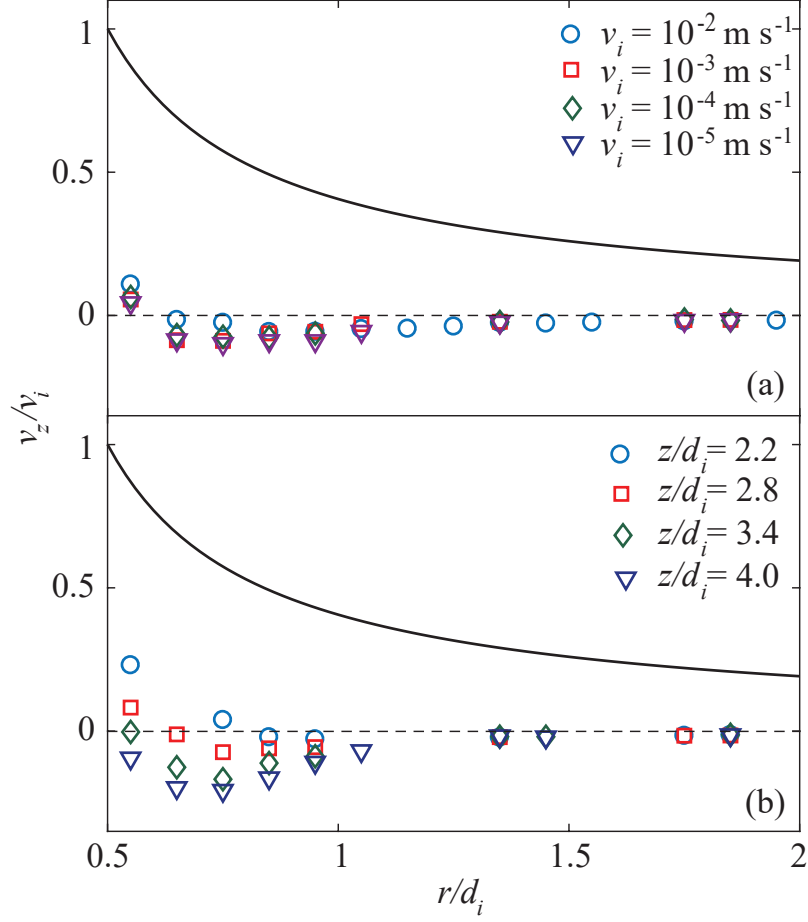 1
0.5
0
v_i = 10^-2 m s^-1
v_i = 10^-3 m s^-1
v_i = 10^-4 m s^-1
v_i = 10^-5 m s^-1
(a)
v_z/v_i
1
0.5
0
z/d_i= 2.2
z/d_i= 2.8
z/d_i= 3.4
z/d_i= 4.0
(b)
0.5 1 1.5 2
r/d_i